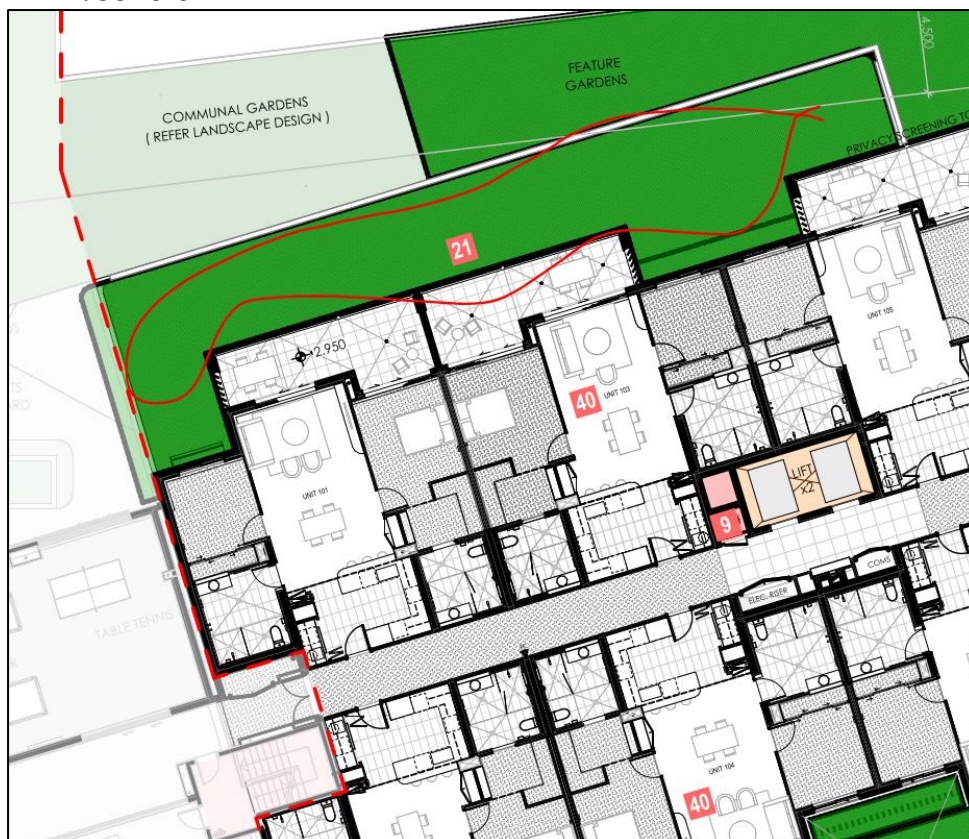 4,500
FEATURE
GARDENS
COMMUNAL GARDENS
( REFER LANDSCAPE DESIGN )
PRIVACY SCREENING TO
21
12,950
UNIT 105
40
UNIT 103
UNIT 101
LIFT
X2
9
COMS
ELEC. RISER
TABLE TENNIS
UNIT 104
40